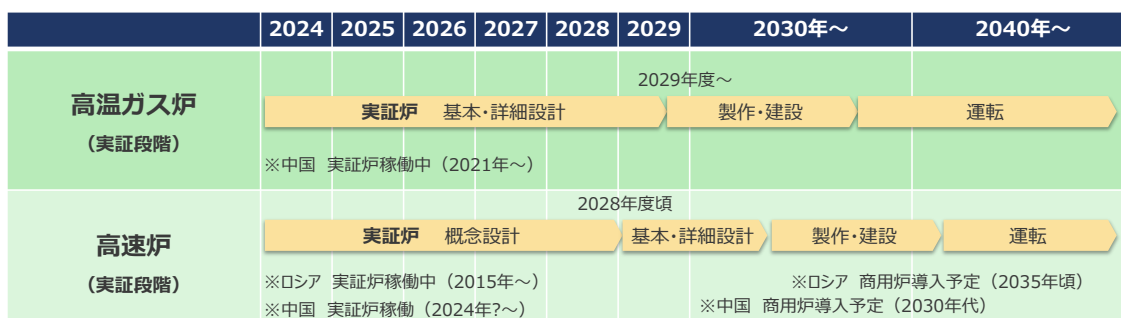 2024 2025 2026 2027 2028 2029 2030年～ 2040年～
高温ガス炉
（実証段階）
2029年度～
実証炉 基本・詳細設計 製作・建設 運転
※中国 実証炉稼働中（2021年～）
高速炉
（実証段階）
2028年度頃
実証炉 概念設計 基本・詳細設計 製作・建設 運転
※ロシア 実証炉稼働中（2015年～）
※中国 実証炉稼働（2024年?～）
※ロシア 商用炉導入予定（2035年頃）
※中国 商用炉導入予定（2030年代）